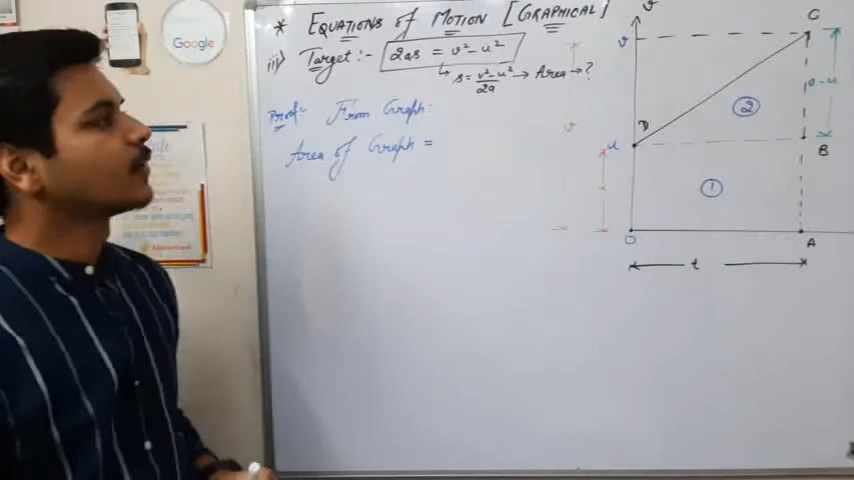 * EQUATIONS of MOTION [GRAPHICAL]
iii) Target :- 2as = v² - u²
s = v² - u² / 2a → Area → ?
Proof:- From Graph:
Area of Graph =
v
v
C
v-u
D
2
u
B
v
1
O
A
t
Google